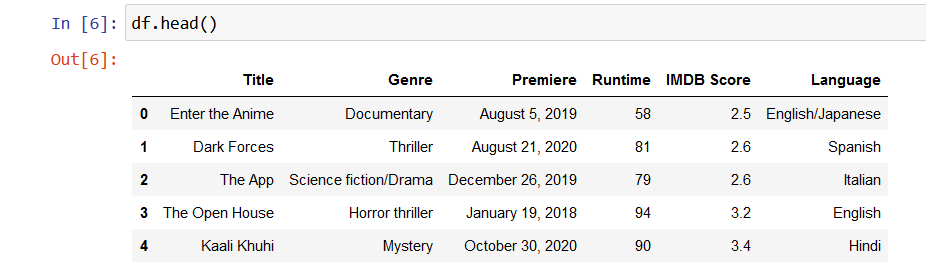 In [6]: df.head()
Out[6]:
Title Genre Premiere Runtime IMDB Score Language
0 Enter the Anime Documentary August 5, 2019 58 2.5 English/Japanese
1 Dark Forces Thriller August 21, 2020 81 2.6 Spanish
2 The App Science fiction/Drama December 26, 2019 79 2.6 Italian
3 The Open House Horror thriller January 19, 2018 94 3.2 English
4 Kaali Khuhi Mystery October 30, 2020 90 3.4 Hindi